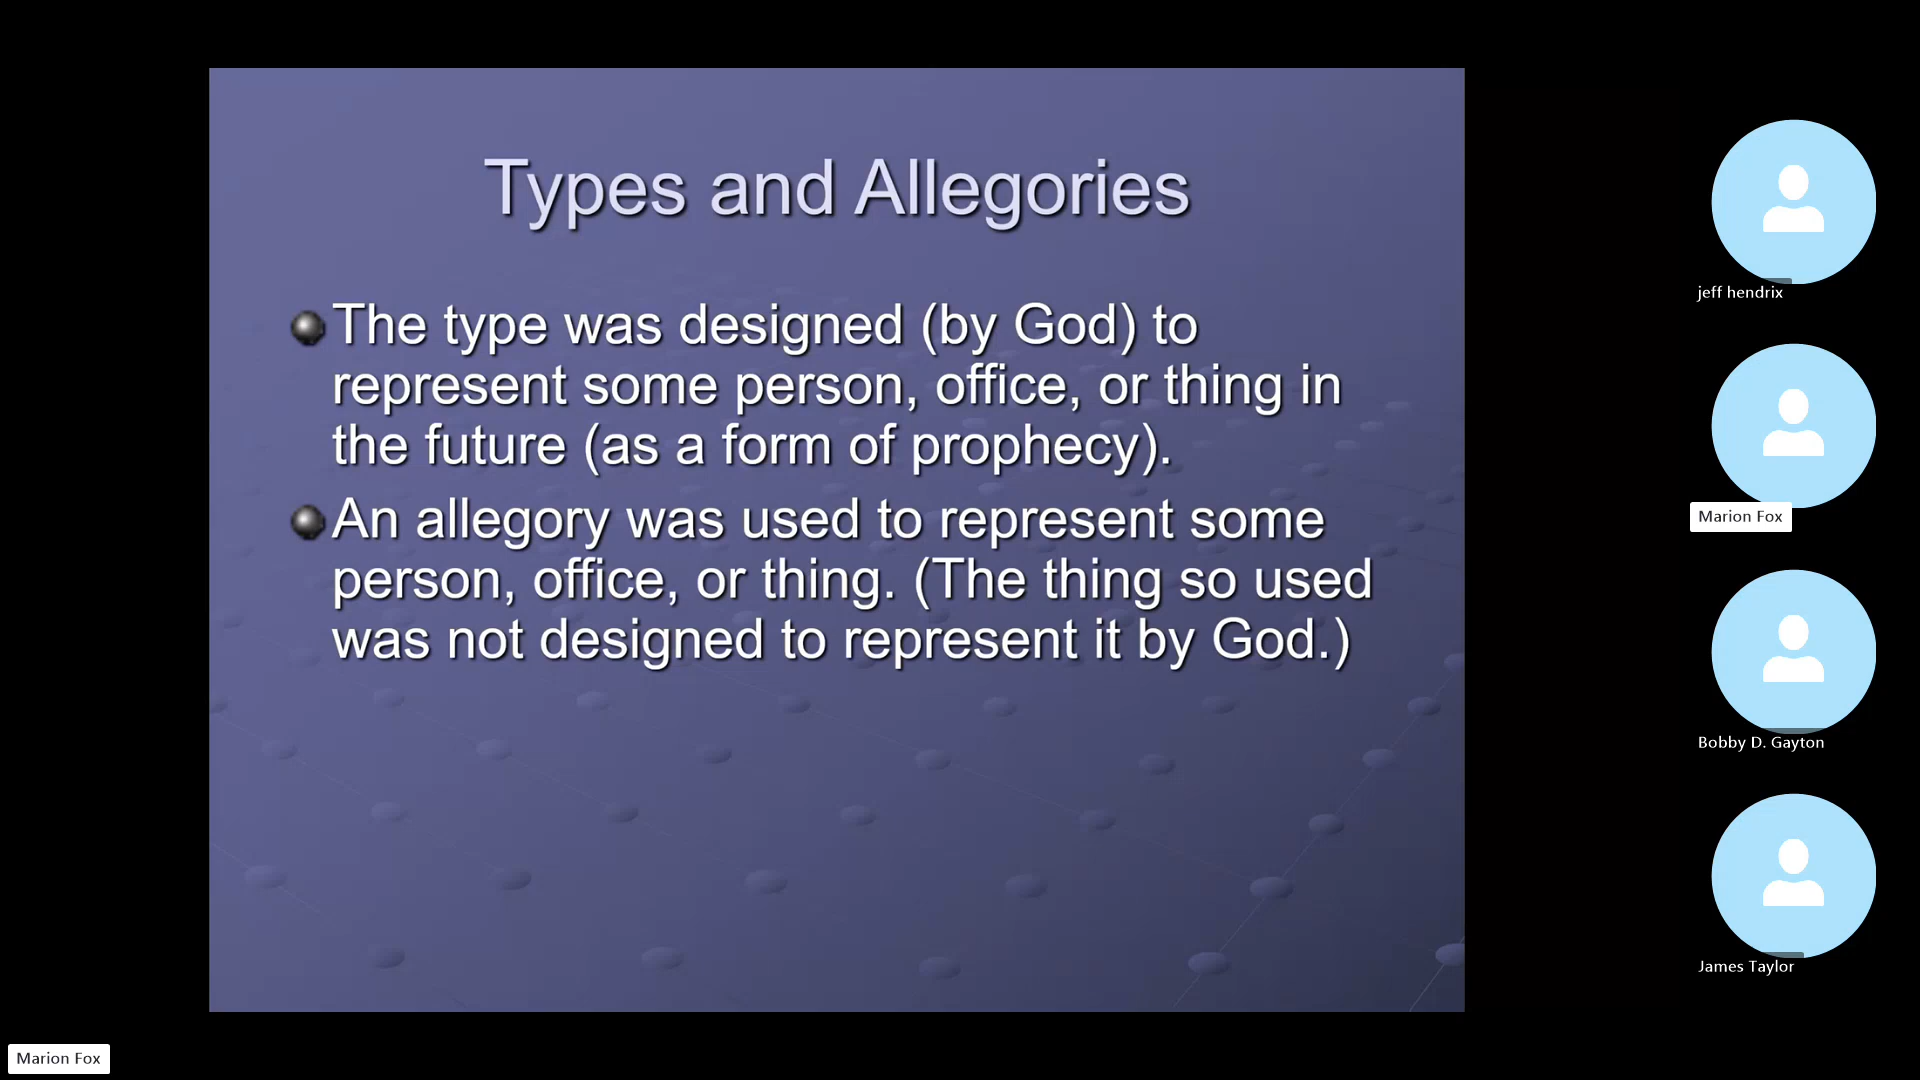 Types and Allegories
The type was designed (by God) to
represent some person, office, or thing in
the future (as a form of prophecy).
An allegory was used to represent some
person, office, or thing. (The thing so used
was not designed to represent it by God.)
jeff hendrix
Marion Fox
Bobby D. Gayton
James Taylor
Marion Fox